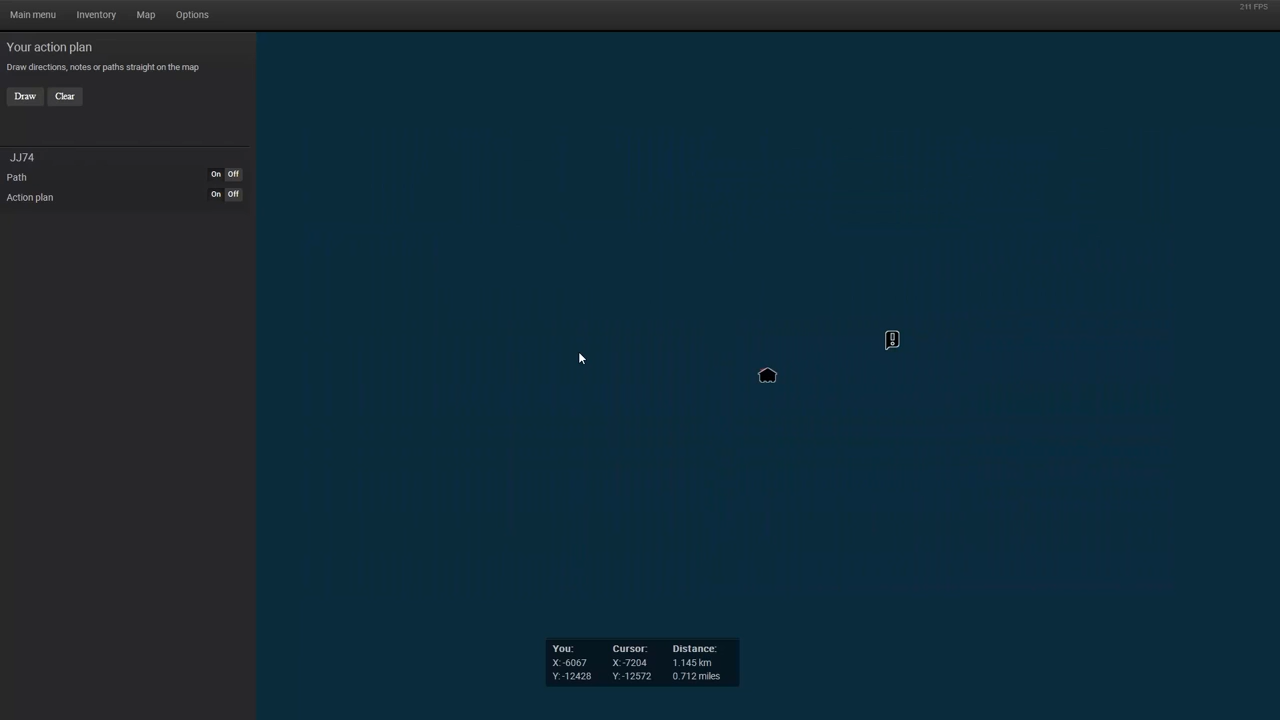 Main menu Inventory Map Options 211 FPS
Your action plan
Draw directions, notes or paths straight on the map
Draw Clear
JJ74
Path On Off
Action plan On Off
You: Cursor: Distance:
X:-6067 X:-7204 1.145 km
Y:-12428 Y:-12572 0.712 miles